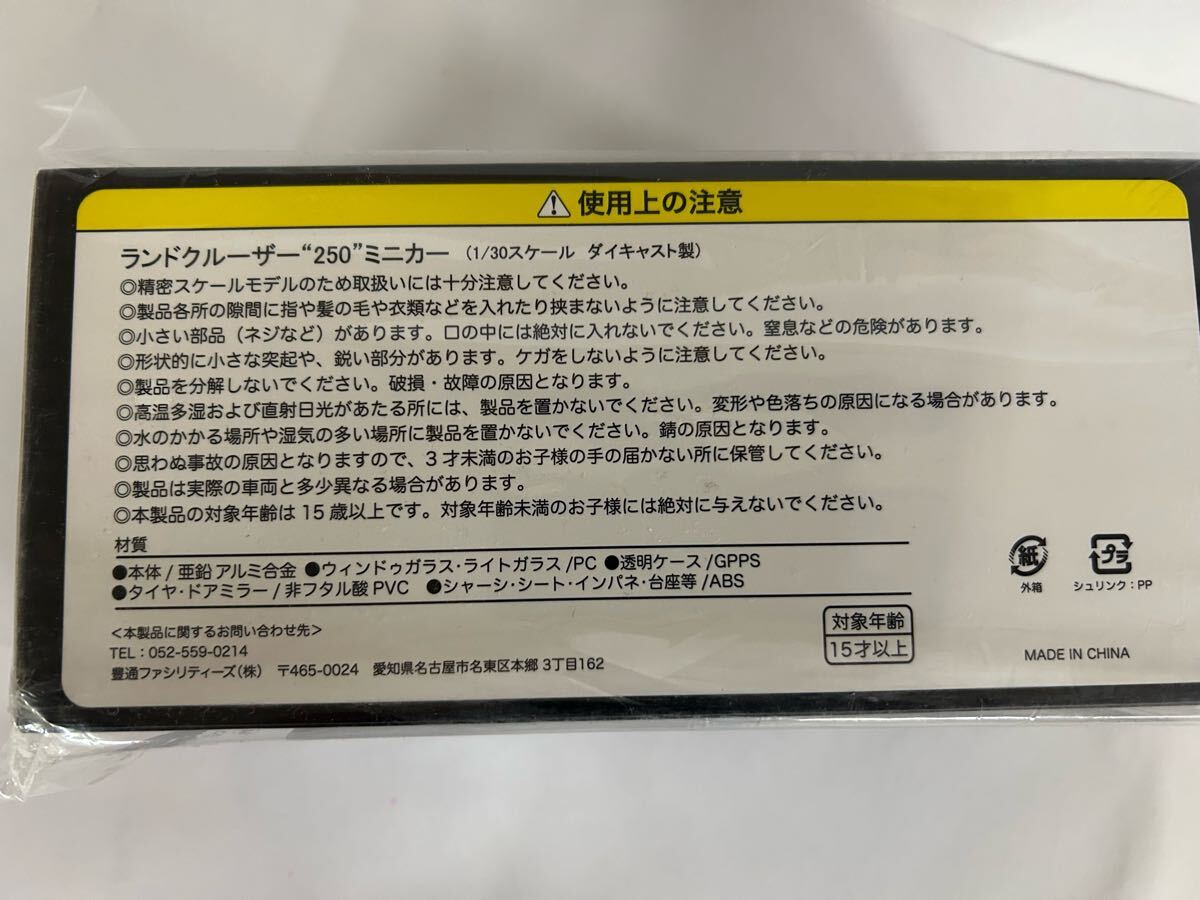 ⚠使用上の注意
ランドクルーザー“250”ミニカー（1/30スケール ダイキャスト製）
◎精密スケールモデルのため取扱いには十分注意してください。
◎製品各所の隙間に指や髪の毛や衣類などを入れたり挟まないように注意してください。
◎小さい部品（ネジなど）があります。口の中には絶対に入れないでください。窒息などの危険があります。
◎形状的に小さな突起や、鋭い部分があります。ケガをしないように注意してください。
◎製品を分解しないでください。破損・故障の原因となります。
◎高温多湿および直射日光があたる所には、製品を置かないでください。変形や色落ちの原因になる場合があります。
◎水のかかる場所や湿気の多い場所に製品を置かないでください。錆の原因となります。
◎思わぬ事故の原因となりますので、3才未満のお子様の手の届かない所に保管してください。
◎製品は実際の車両と多少異なる場合があります。
◎本製品の対象年齢は15歳以上です。対象年齢未満のお子様には絶対に与えないでください。
材質
●本体/亜鉛アルミ合金 ●ウィンドゥガラス・ライトガラス/PC ●透明ケース/GPPS
●タイヤ・ドアミラー/非フタル酸PVC ●シャーシ・シート・インパネ・台座等/ABS
＜本製品に関するお問い合わせ先＞
TEL：052-559-0214
豊通ファシリティーズ（株） 〒465-0024 愛知県名古屋市名東区本郷3丁目162
対象年齢
15才以上
紙
外箱
プラ
シュリンク：PP
MADE IN CHINA